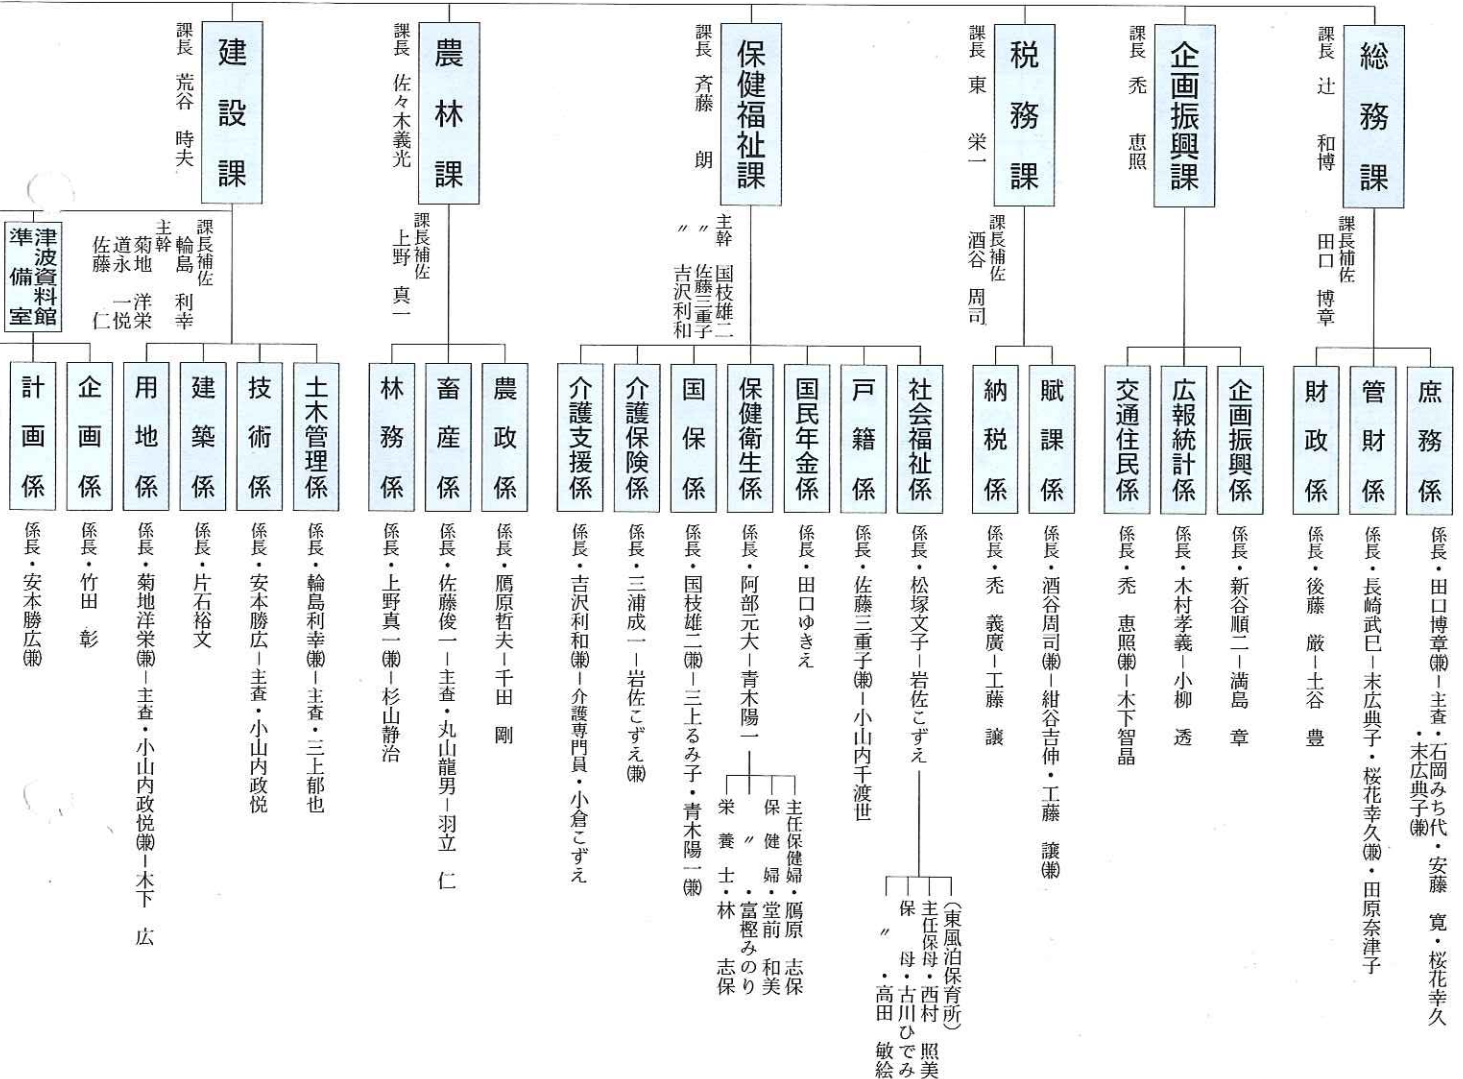 総務課
課長 辻 和博
課長補佐
田口 博章
庶務係
係長・田口博章㈮－主査・石岡みち代・安藤 寛・桜花幸久
・末広典子
管財係
係長・長崎武巳－末広典子・桜花幸久(兼)・田原奈津子
財政係
係長・後藤 厳－土谷 豊
企画振興課
課長 禿 恵照
企画振興係
係長・新谷順二－満島 章
広報統計係
係長・木村孝義－小柳 透
交通住民係
係長・禿 恵照(兼)－木下智晶
税務課
課長 東 栄一
課長補佐
酒谷 周司
賦課係
係長・酒谷周司(兼)－紺谷吉伸・工藤 譲(兼)
納税係
係長・禿 義廣－工藤 譲
保健福祉課
課長 斉藤 朗
主幹 国枝雄二
〃 佐藤三重子
〃 吉沢利和
社会福祉係
係長・松塚文子－岩佐こずえ
(東風泊保育所)
主任保母・西村 照美
保母・古川ひでみ
〃・高田 敏絵
戸籍係
係長・佐藤三重子(兼)－小山内千渡世
国民年金係
係長・田口ゆきえ
保健衛生係
係長・阿部元大－青木陽一
主任保健婦・鴈原 志保
保健婦・堂前 和美
〃・富樫みのり
栄養士・林 志保
国保係
係長・国枝雄二(兼)－三上るみ子・青木陽一(兼)
介護保険係
係長・三浦成一－岩佐こずえ(兼)
介護支援係
係長・吉沢利和(兼)－介護専門員・小倉こずえ
農林課
課長 佐々木義光
課長補佐
上野 真一
農政係
係長・鴈原哲夫－千田 剛
畜産係
係長・佐藤俊一－主査・丸山龍男－羽立 仁
林務係
係長・上野真一(兼)－杉山静治
建設課
課長 荒谷 時夫
課長補佐
輪島 利幸
主幹
菊地 洋栄
道永 一悦
佐藤 仁
土木管理係
係長・輪島利幸(兼)－主査・三上郁也
技術係
係長・安本勝広－主査・小山内政悦
建築係
係長・片石裕文
用地係
係長・菊地洋栄(兼)－主査・小山内政悦(兼)－木下 広
津波資料館
準備室
企画係
係長・竹田 彰
計画係
係長・安本勝広(兼)